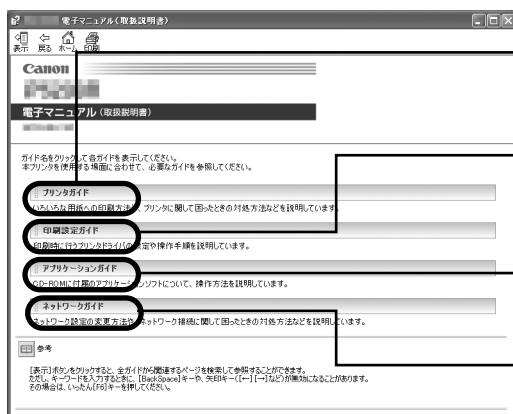 電子マニュアル(取扱説明書)
表示 戻る ホーム 印刷
Canon
電子マニュアル(取扱説明書)
ガイド名をクリックして各ガイドを表示してください。
本プリンタを使用する場面に合わせて、必要なガイドを参照してください。
プリンタガイド
いろいろな用紙への印刷方法や、プリンタに関して困ったときの対処方法などを説明しています。
印刷設定ガイド
印刷時に行うプリンタドライバの設定や操作手順を説明しています。
アプリケーションガイド
CD-ROMに付属のアプリケーションソフトについて、操作方法を説明しています。
ネットワークガイド
ネットワーク設定の変更方法や、ネットワーク接続に関して困ったときの対処方法などを説明しています。
参考
[表示]ボタンをクリックすると、全ガイドから関連するページを検索して参照することができます。
ただし、キーワードを入力するときに、[BackSpace]キーや、矢印キー([←] [→]など)が無効になることがあります。
その場合は、いったん[F6]キーを押してください。